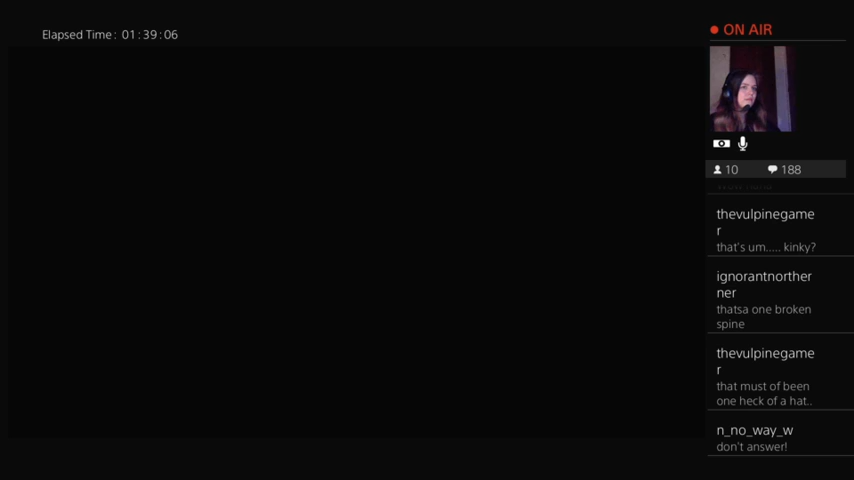 Elapsed Time: 01:39:06
ON AIR
10 188
thevulpinegame
r
that's um..... kinky?
ignorantnorther
ner
thatsa one broken
spine
thevulpinegame
r
that must of been
one heck of a hat..
n_no_way_w
don't answer!